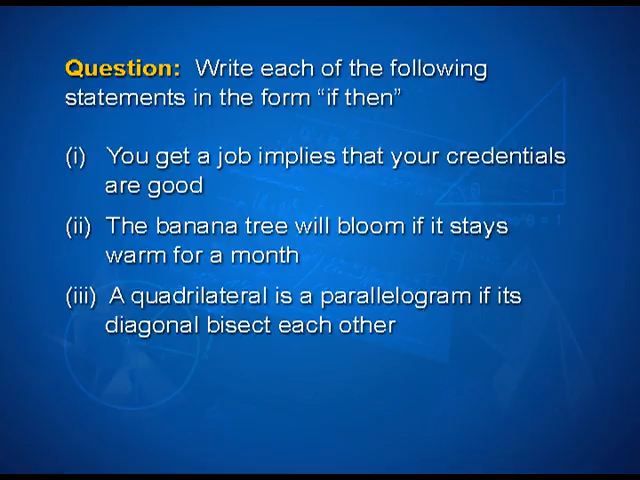 Question: Write each of the following
statements in the form “if then”
(i) You get a job implies that your credentials
are good
(ii) The banana tree will bloom if it stays
warm for a month
(iii) A quadrilateral is a parallelogram if its
diagonal bisect each other